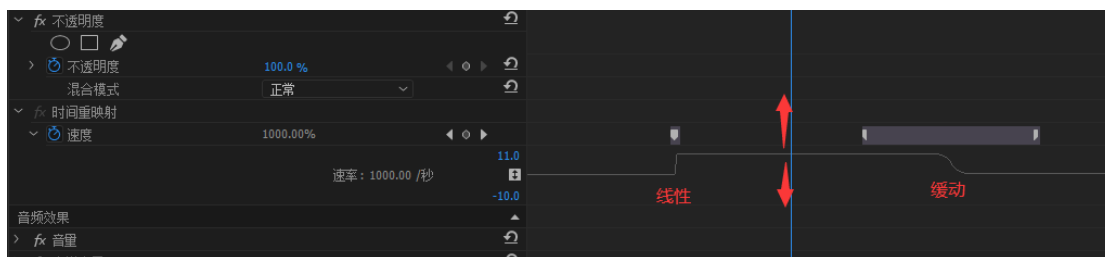 fx 不透明度
不透明度 100.0 %
混合模式 正常
fx 时间重映射
速度 1000.00%
11.0
速率：1000.00 /秒
-10.0
线性
缓动
音频效果
fx 音量